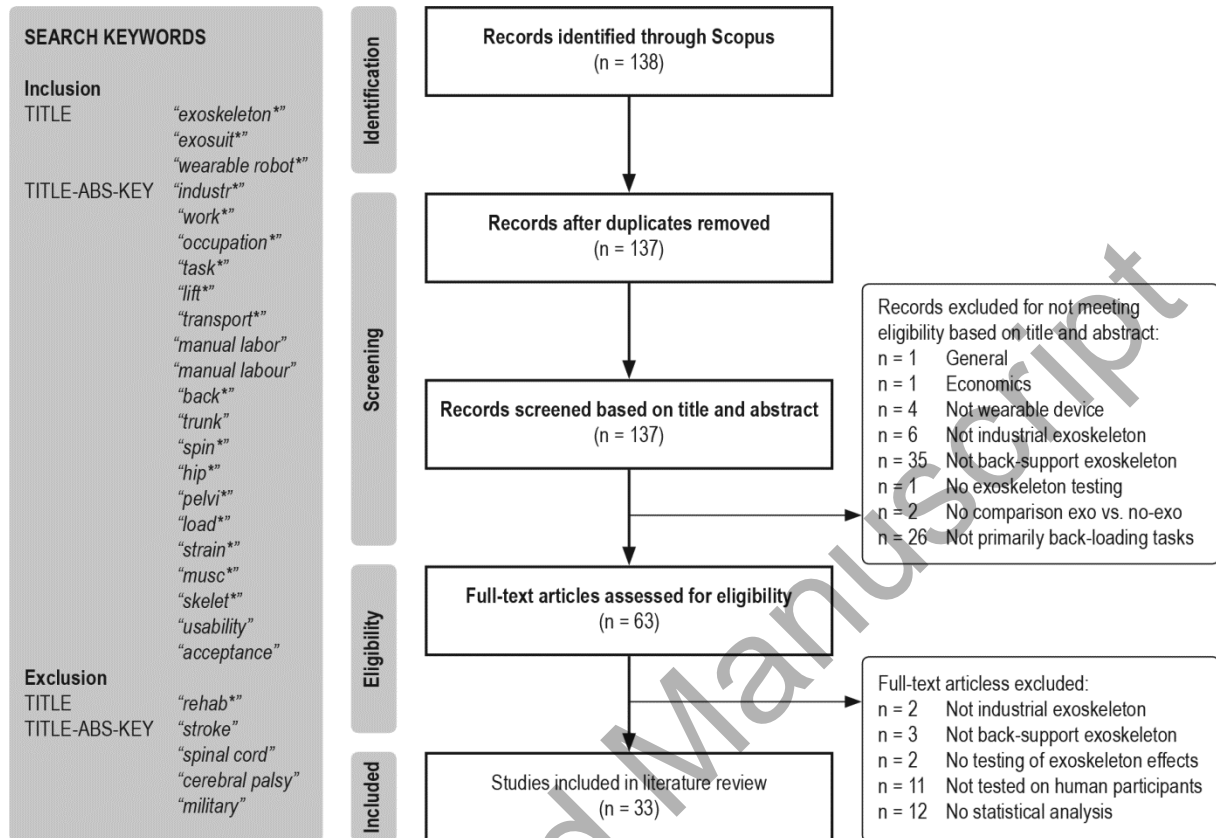 SEARCH KEYWORDS
Inclusion
TITLE "exoskeleton*"
"exosuit*"
"wearable robot*"
TITLE-ABS-KEY "industr*"
"work*"
"occupation*"
"task*"
"lift*"
"transport*"
"manual labor"
"manual labour"
"back*"
"trunk"
"spin*"
"hip*"
"pelvi*"
"load*"
"strain*"
"musc*"
"skelet*"
"usability"
"acceptance"
Exclusion
TITLE "rehab*"
TITLE-ABS-KEY "stroke"
"spinal cord"
"cerebral palsy"
"military"
Identification
Records identified through Scopus
(n = 138)
Screening
Records after duplicates removed
(n = 137)
Records screened based on title and abstract
(n = 137)
Records excluded for not meeting
eligibility based on title and abstract:
n = 1 General
n = 1 Economics
n = 4 Not wearable device
n = 6 Not industrial exoskeleton
n = 35 Not back-support exoskeleton
n = 1 No exoskeleton testing
n = 2 No comparison exo vs. no-exo
n = 26 Not primarily back-loading tasks
Eligibility
Full-text articles assessed for eligibility
(n = 63)
Full-text articless excluded:
n = 2 Not industrial exoskeleton
n = 3 Not back-support exoskeleton
n = 2 No testing of exoskeleton effects
n = 11 Not tested on human participants
n = 12 No statistical analysis
Included
Studies included in literature review
(n = 33)
d Manuscript